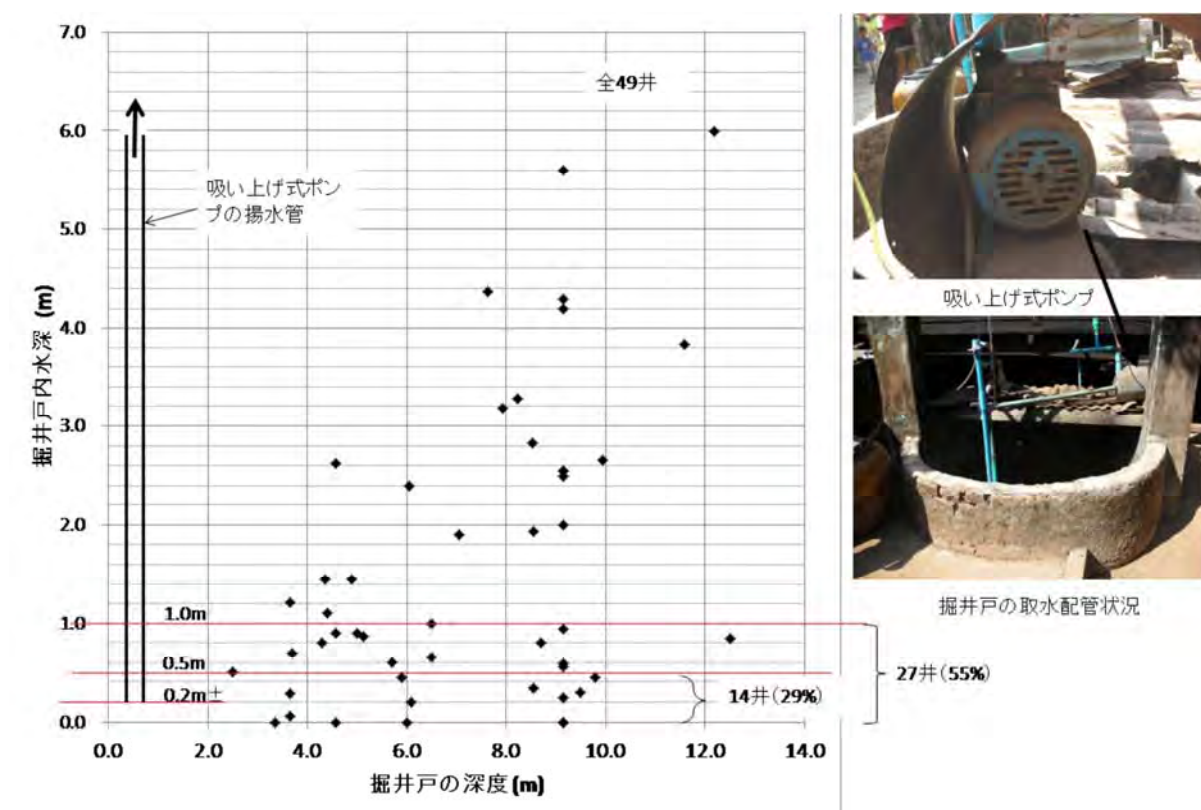 7.0
全49井
6.0
吸い上げ式ポン
プの揚水管
5.0
4.0
3.0
2.0
1.0
0.0
掘井戸内水深 (m)
1.0m
0.5m
0.2m±
14井(29%)
27井(55%)
0.0 2.0 4.0 6.0 8.0 10.0 12.0 14.0
掘井戸の深度(m)
吸い上げ式ポンプ
掘井戸の取水配管状況